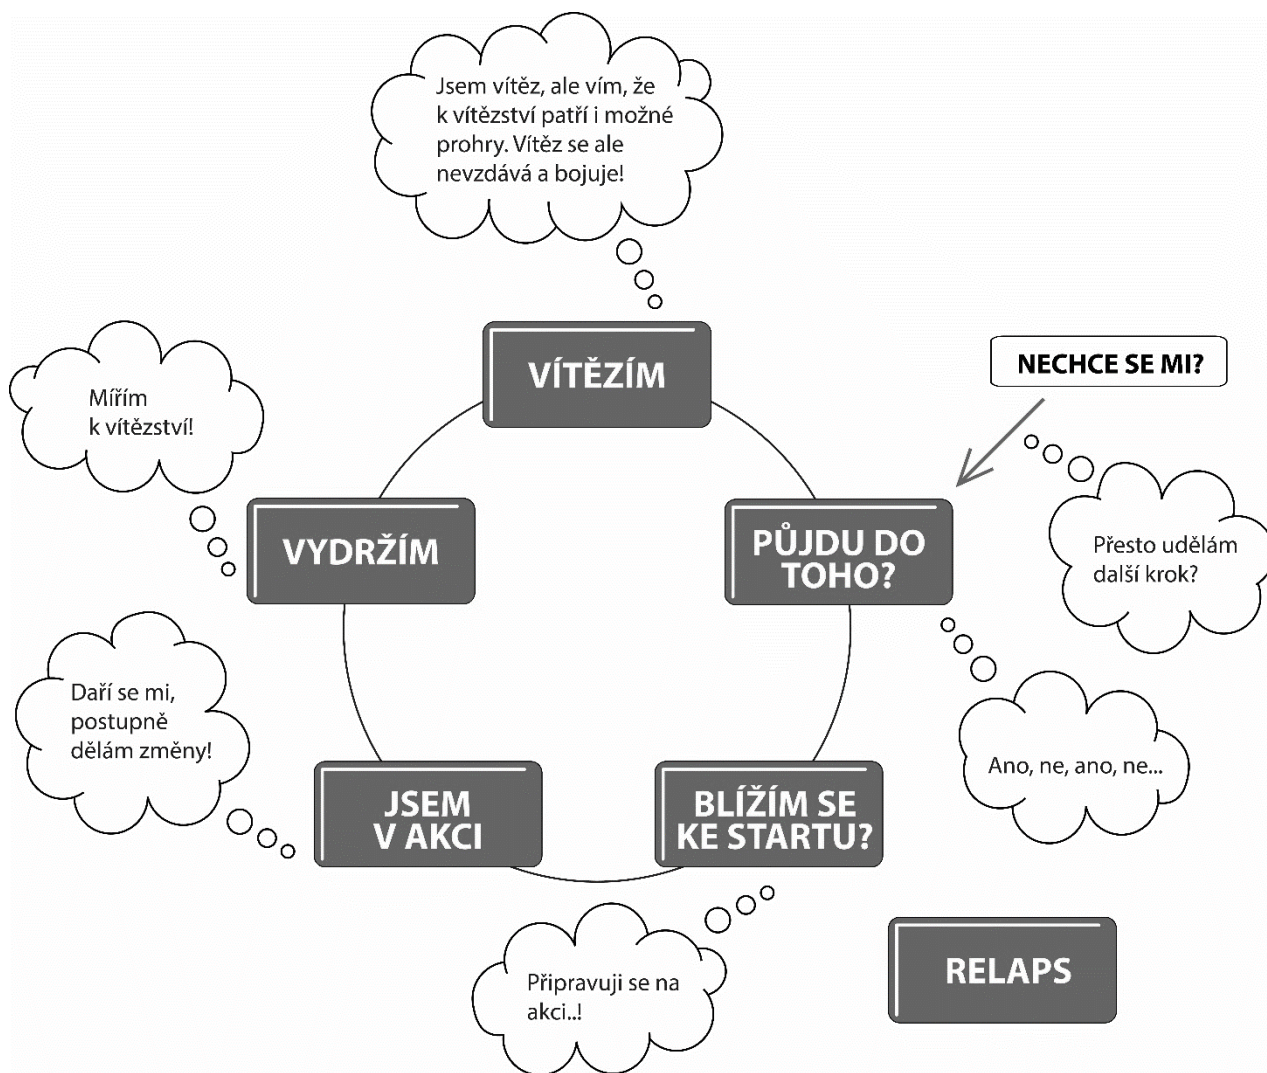 Jsem vítěz, ale vím, že
k vítězství patří i možné
prohry. Vítěz se ale
nevzdává a bojuje!
VÍTĚZÍM
NECHCE SE MI?
Přesto udělám
další krok?
PŮJDU DO
TOHO?
Ano, ne, ano, ne...
BLÍŽÍM SE
KE STARTU?
Připravuji se na
akci..!
JSEM
V AKCI
Daří se mi,
postupně
dělám změny!
VYDRŽÍM
Mířím
k vítězství!
RELAPS